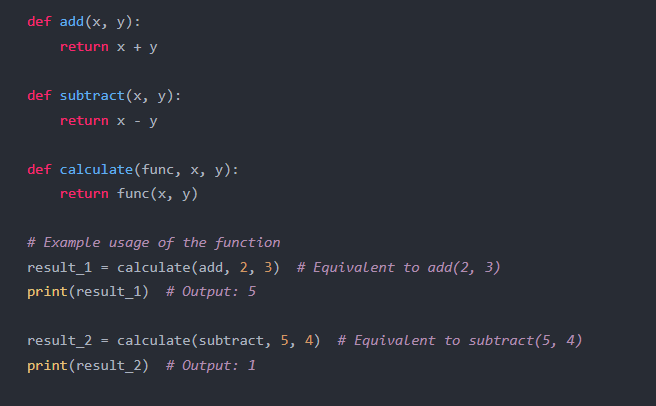 def add(x, y):
    return x + y

def subtract(x, y):
    return x - y

def calculate(func, x, y):
    return func(x, y)

# Example usage of the function
result_1 = calculate(add, 2, 3)  # Equivalent to add(2, 3)
print(result_1)  # Output: 5

result_2 = calculate(subtract, 5, 4)  # Equivalent to subtract(5, 4)
print(result_2)  # Output: 1